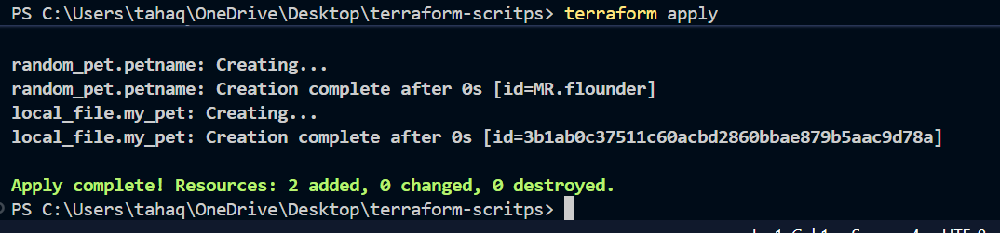 PS C:\Users\tahaq\OneDrive\Desktop\terraform-scritps> terraform apply
random_pet.petname: Creating...
random_pet.petname: Creation complete after 0s [id=MR.flounder]
local_file.my_pet: Creating...
local_file.my_pet: Creation complete after 0s [id=3b1ab0c37511c60acbd2860bbae879b5aac9d78a]
Apply complete! Resources: 2 added, 0 changed, 0 destroyed.
PS C:\Users\tahaq\OneDrive\Desktop\terraform-scritps>